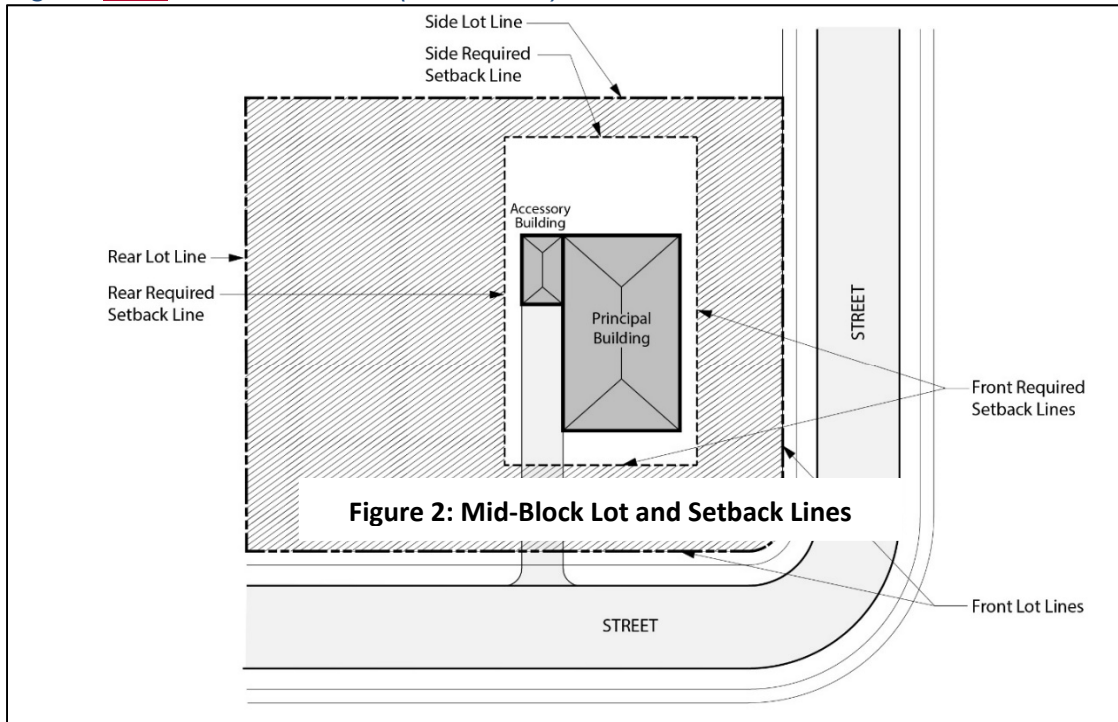 Side Lot Line
Side Required
Setback Line
Accessory
Building
Rear Lot Line
Rear Required
Setback Line
Principal
Building
STREET
Front Required
Setback Lines
Figure 2: Mid-Block Lot and Setback Lines
Front Lot Lines
STREET